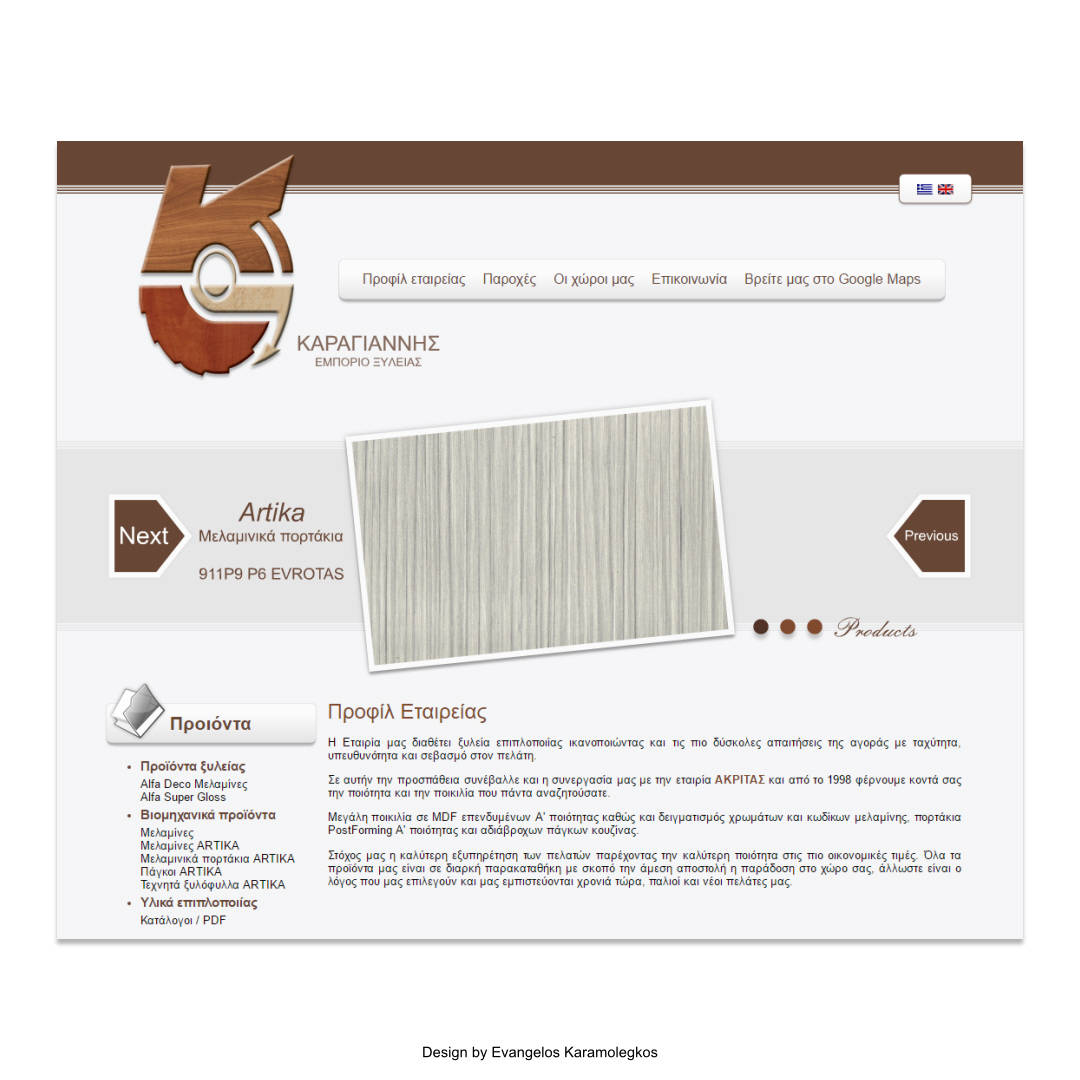 Προφίλ εταιρείας Παροχές Οι χώροι μας Επικοινωνία Βρείτε μας στο Google Maps
ΚΑΡΑΓΙΑΝΝΗΣ
ΕΜΠΟΡΙΟ ΞΥΛΕΙΑΣ
Next
Artika
Μελαμινικά πορτάκια
911P9 P6 EVROTAS
Previous
Products
Προιόντα
• Προϊόντα ξυλείας
Alfa Deco Μελαμίνες
Alfa Super Gloss
• Βιομηχανικά προϊόντα
Μελαμίνες
Μελαμίνες ARTIKA
Μελαμινικά πορτάκια ARTIKA
Πάγκοι ARTIKA
Τεχνητά ξυλόφυλλα ARTIKA
• Υλικά επιπλοποιίας
Κατάλογοι / PDF
Προφίλ Εταιρείας
Η Εταιρία μας διαθέτει ξυλεία επιπλοποιίας ικανοποιώντας και τις πιο δύσκολες απαιτήσεις της αγοράς με ταχύτητα,
υπευθυνότητα και σεβασμό στον πελάτη.
Σε αυτήν την προσπάθεια συνέβαλλε και η συνεργασία μας με την εταιρία ΑΚΡΙΤΑΣ και από το 1998 φέρνουμε κοντά σας
την ποιότητα και την ποικιλία που πάντα αναζητούσατε.
Μεγάλη ποικιλία σε MDF επενδυμένων Α' ποιότητας καθώς και δειγματισμός χρωμάτων και κωδίκων μελαμίνης, πορτάκια
PostForming Α' ποιότητας και αδιάβροχων πάγκων κουζίνας.
Στόχος μας η καλύτερη εξυπηρέτηση των πελατών παρέχοντας την καλύτερη ποιότητα στις πιο οικονομικές τιμές. Όλα τα
προϊόντα μας είναι σε διαρκή παρακαταθήκη με σκοπό την άμεση αποστολή η παράδοση στο χώρο σας, άλλωστε είναι ο
λόγος που μας επιλεγούν και μας εμπιστεύονται χρονιά τώρα, παλιοί και νέοι πελάτες μας.
Design by Evangelos Karamolegkos